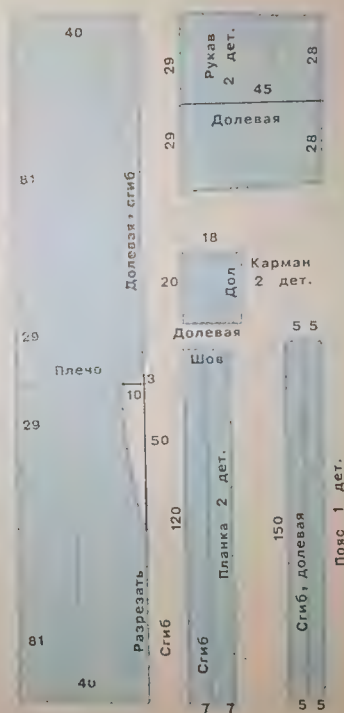 40
81
Долевая, сгиб
29
Плечо
3
10
29
50
Разрезать
81
40
Рукав
2 дет.
29
28
45
Долевая
29
28
18
20
Дол
Карман
2 дет.
Долевая
Шов
120
Планка 2 дет.
Сгиб
Сгиб
7 7
5 5
150
Сгиб, долевая
Пояс 1 дет.
5 5